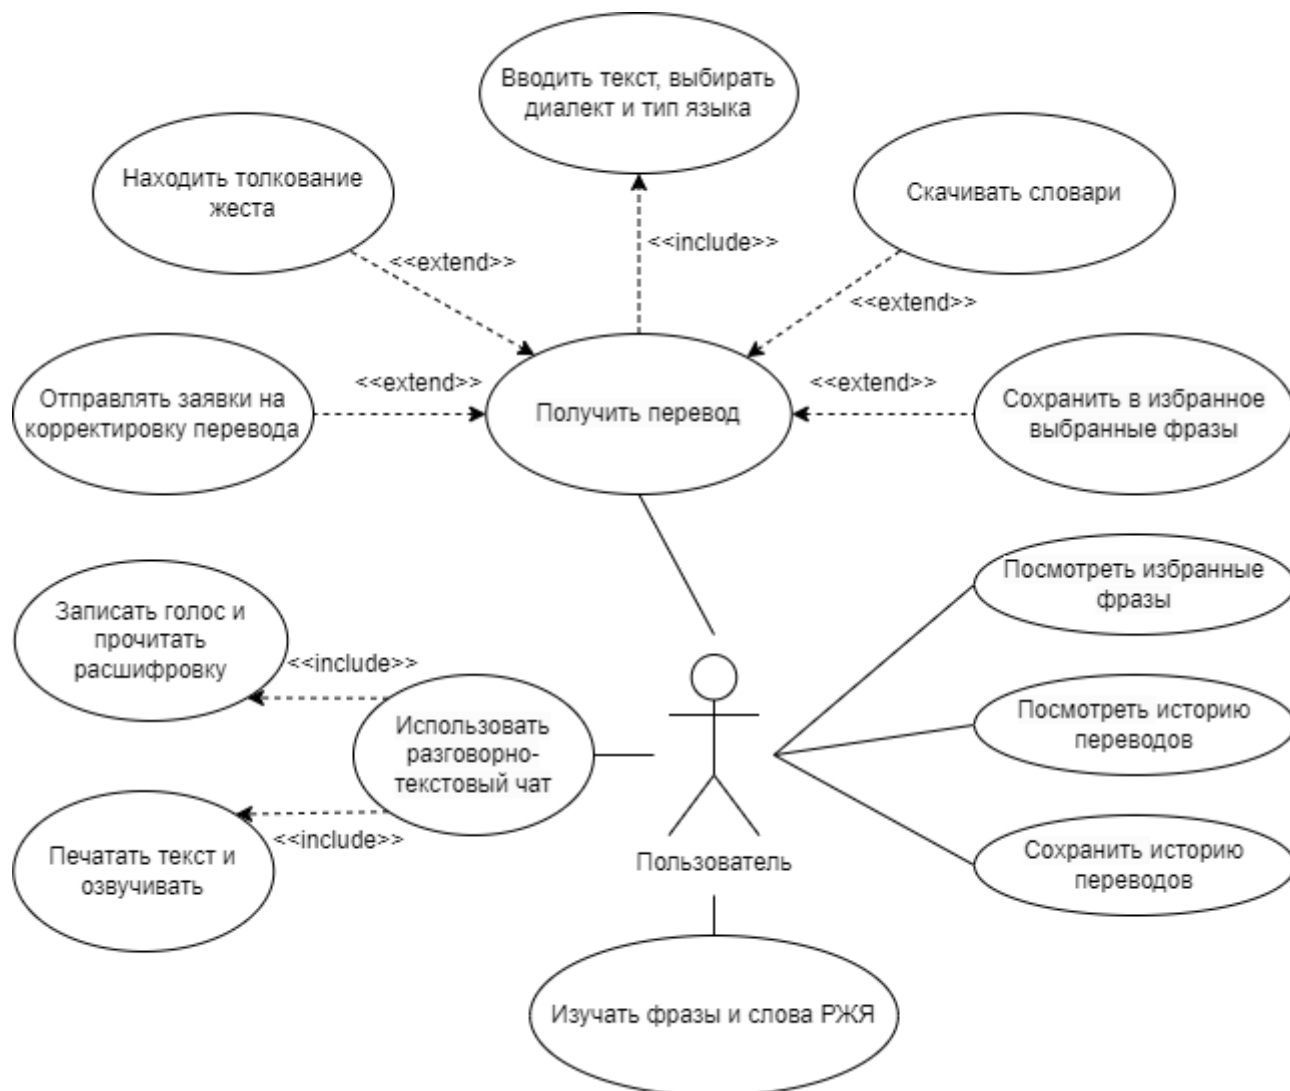 Вводить текст, выбирать
диалект и тип языка
Находить толкование
жеста
Скачивать словари
<<include>>
<<extend>>
<<extend>>
Отправлять заявки на
корректировку перевода
<<extend>>
Получить перевод
<<extend>>
Сохранить в избранное
выбранные фразы
Посмотреть избранные
фразы
Записать голос и
прочитать
расшифровку
<<include>>
Использовать
разговорно-
текстовый чат
Посмотреть историю
переводов
<<include>>
Печатать текст и
озвучивать
Пользователь
Сохранить историю
переводов
Изучать фразы и слова РЖЯ